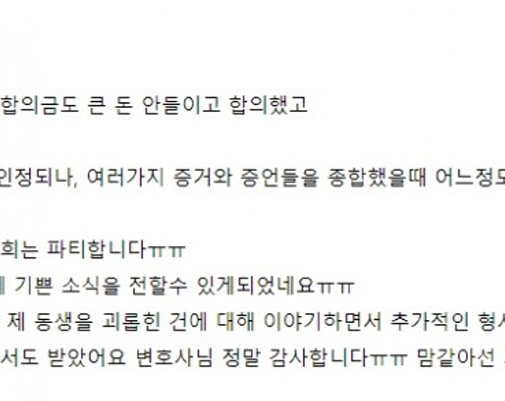 합의금도 큰 돈 안들이고 합의했고
인정되나, 여러가지 증거와 증언들을 종합했을때 어느정도
희는 파티합니다ㅠㅠ
기쁜 소식을 전할수 있게되었네요ㅠㅠ
제 동생을 괴롭힌 건에 대해 이야기하면서 추가적인 형사
서도 받았어요 변호사님 정말 감사합니다ㅠㅠ 맘같아선